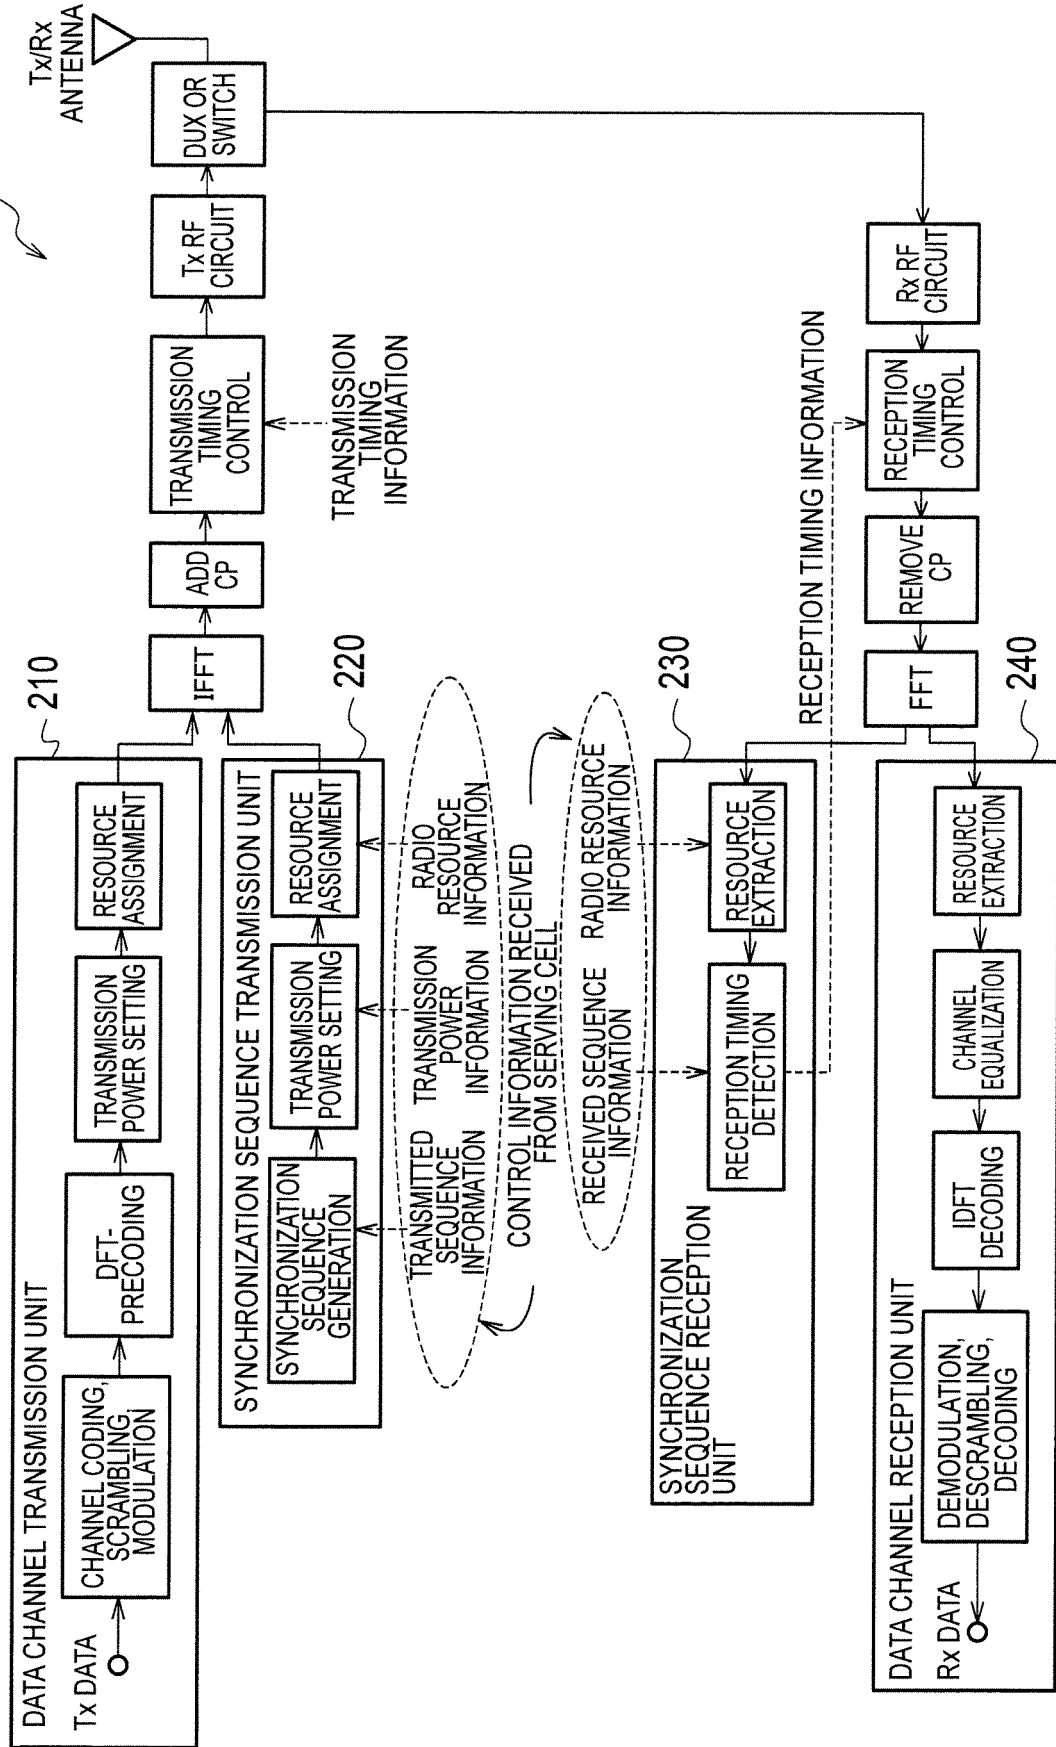 DATA CHANNEL TRANSMISSION UNIT
210
Tx DATA
CHANNEL CODING,
SCRAMBLING,
MODULATION
DFT-
PRECODING
TRANSMISSION
POWER SETTING
RESOURCE
ASSIGNMENT
IFFT
ADD
CP
TRANSMISSION
TIMING
CONTROL
Tx RF
CIRCUIT
DUX OR
SWITCH
Tx/Rx
ANTENNA
TRANSMISSION
TIMING
INFORMATION
SYNCHRONIZATION SEQUENCE TRANSMISSION UNIT
220
SYNCHRONIZATION
SEQUENCE
GENERATION
TRANSMISSION
POWER SETTING
RESOURCE
ASSIGNMENT
TRANSMITTED
SEQUENCE
INFORMATION
TRANSMISSION
POWER
INFORMATION
RADIO
RESOURCE
INFORMATION
CONTROL INFORMATION RECEIVED
FROM SERVING CELL
RECEIVED SEQUENCE
INFORMATION
RADIO RESOURCE
INFORMATION
SYNCHRONIZATION
SEQUENCE RECEPTION
UNIT
230
RECEPTION TIMING
DETECTION
RESOURCE
EXTRACTION
RECEPTION TIMING INFORMATION
FFT
REMOVE
CP
RECEPTION
TIMING
CONTROL
Rx RF
CIRCUIT
DATA CHANNEL RECEPTION UNIT
240
Rx DATA
DEMODULATION,
DESCRAMBLING,
DECODING
IDFT
DECODING
CHANNEL
EQUALIZATION
RESOURCE
EXTRACTION